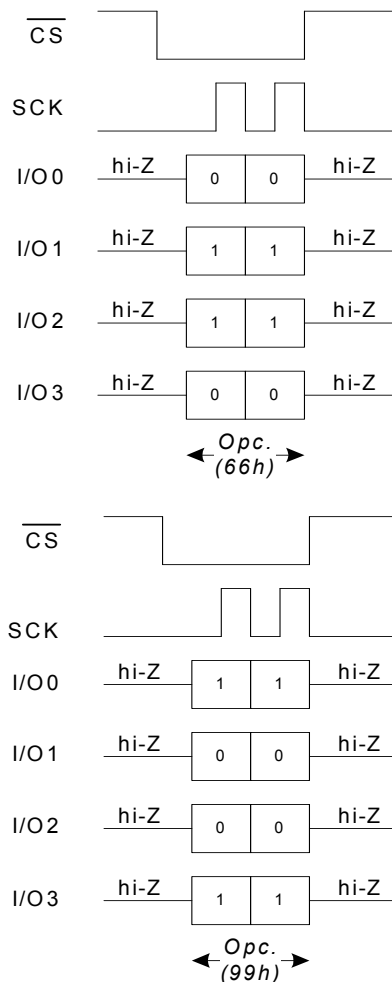 CS
SCK
I/O0 hi-Z 0 0 hi-Z
I/O1 hi-Z 1 1 hi-Z
I/O2 hi-Z 1 1 hi-Z
I/O3 hi-Z 0 0 hi-Z
Opc.
(66h)
CS
SCK
I/O0 hi-Z 1 1 hi-Z
I/O1 hi-Z 0 0 hi-Z
I/O2 hi-Z 0 0 hi-Z
I/O3 hi-Z 1 1 hi-Z
Opc.
(99h)